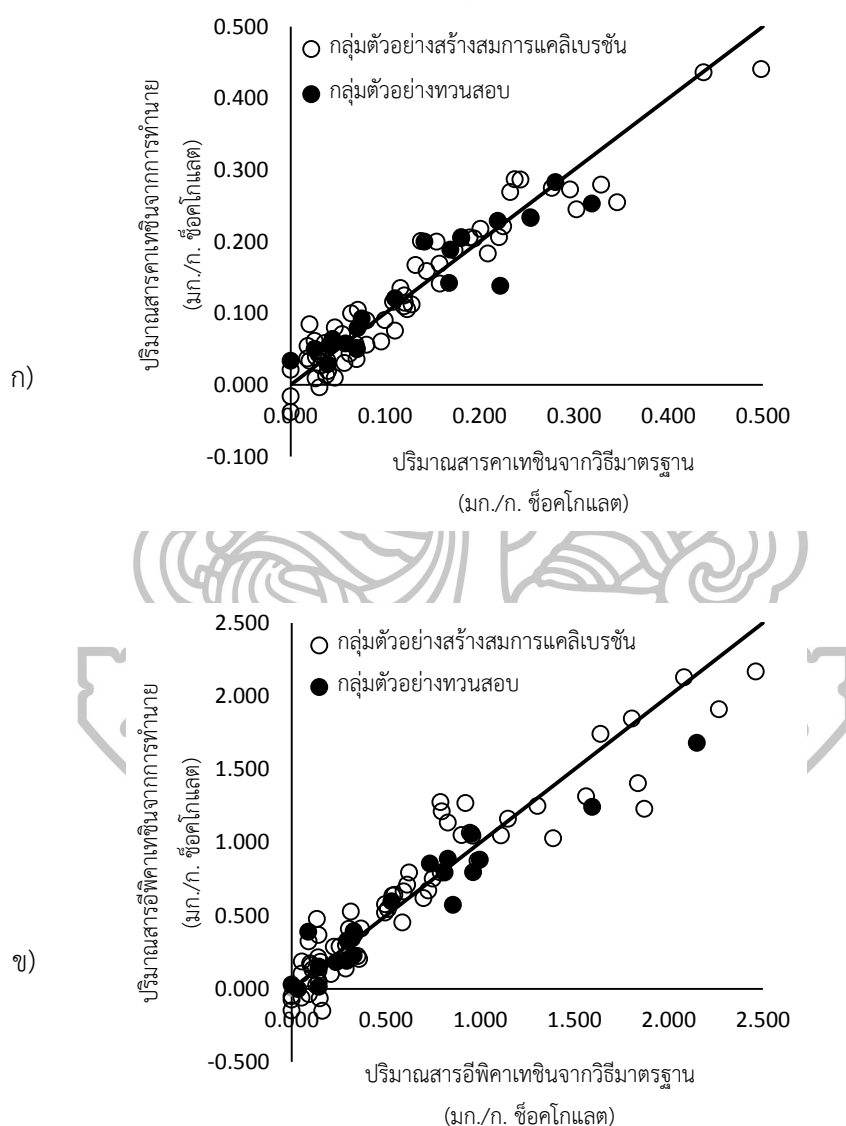 ก)
ปริมาณสารคาเทชินจากการทำนาย
(มก./ก. ช็อคโกแลต)
0.500
0.400
0.300
0.200
0.100
0.000
-0.100
กลุ่มตัวอย่างสร้างสมการแคลิเบรชัน
กลุ่มตัวอย่างทวนสอบ
0.000 0.100 0.200 0.300 0.400 0.500
ปริมาณสารคาเทชินจากวิธีมาตรฐาน
(มก./ก. ช็อคโกแลต)
ข)
ปริมาณสารอีพิคาเทชินจากการทำนาย
(มก./ก. ช็อคโกแลต)
2.500
2.000
1.500
1.000
0.500
0.000
-0.500
กลุ่มตัวอย่างสร้างสมการแคลิเบรชัน
กลุ่มตัวอย่างทวนสอบ
0.000 0.500 1.000 1.500 2.000 2.500
ปริมาณสารอีพิคาเทชินจากวิธีมาตรฐาน
(มก./ก. ช็อคโกแลต)